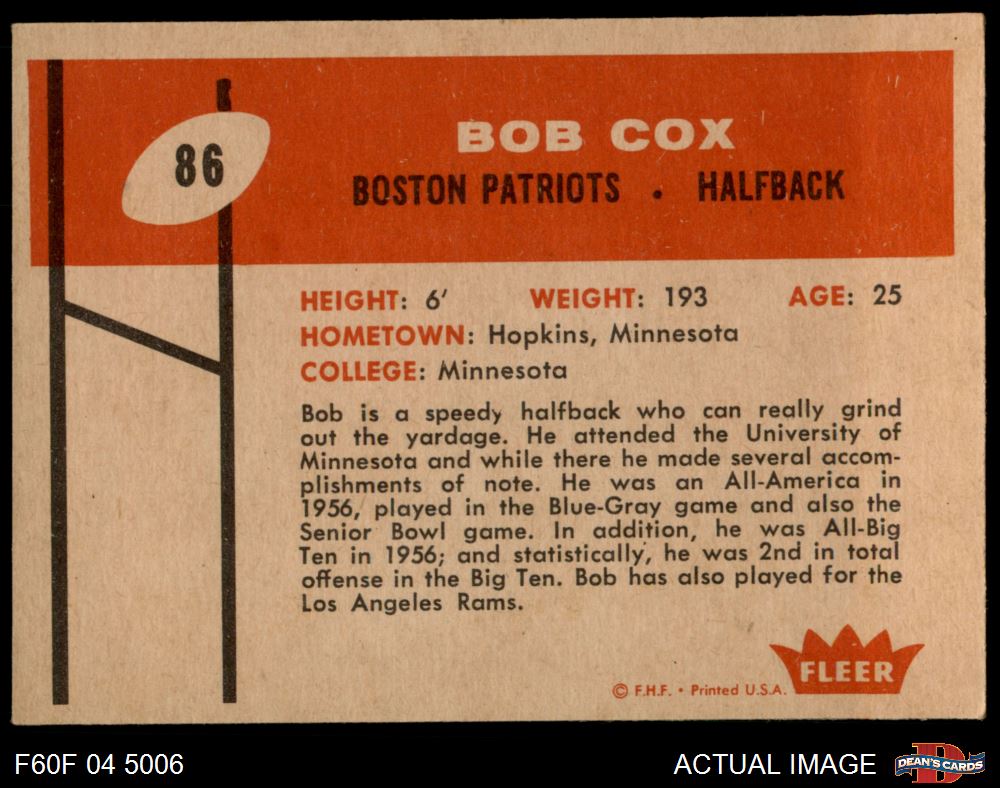 86
BOB COX
BOSTON PATRIOTS • HALFBACK
HEIGHT: 6' WEIGHT: 193 AGE: 25
HOMETOWN: Hopkins, Minnesota
COLLEGE: Minnesota
Bob is a speedy halfback who can really grind
out the yardage. He attended the University of
Minnesota and while there he made several accom-
plishments of note. He was an All-America in
1956, played in the Blue-Gray game and also the
Senior Bowl game. In addition, he was All-Big
Ten in 1956; and statistically, he was 2nd in total
offense in the Big Ten. Bob has also played for the
Los Angeles Rams.
FLEER
© F.H.F. • Printed U.S.A.
F60F 04 5006 ACTUAL IMAGE DEAN'S CARDS